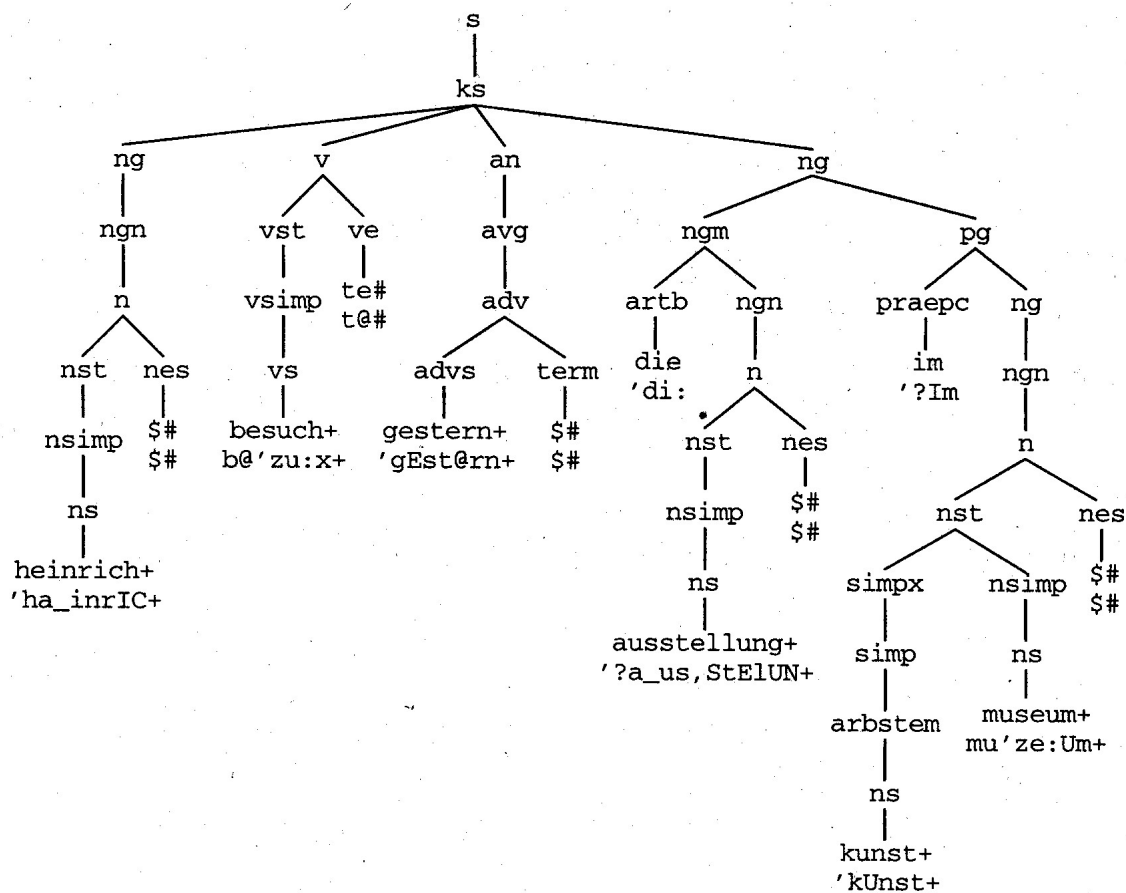 s
ks
ng v an ng
ngn vst ve avg ngm pg
n vsimp te# adv artb ngn praepc ng
t@#
nst nes vs advs term die n im ngn
'di: '?Im
nsimp $# besuch+ gestern+ $# nst nes n
$# b@'zu:x+ 'gEst@rn+ $#
ns nsimp $# nst nes
$#
heinrich+ ns simpx nsimp $#
'ha_inrIC+ $#
ausstellung+ simp ns
'?a_us,StElUN+
arbstem museum+
mu'ze:Um+
ns
kunst+
'kUnst+